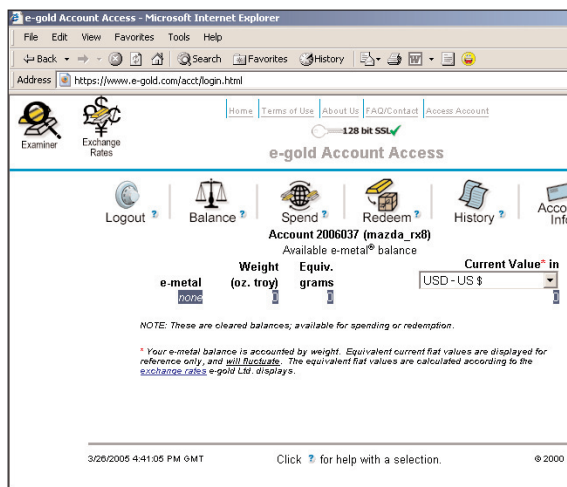 e-gold Account Access - Microsoft Internet Explorer
File Edit View Favorites Tools Help
Back Search Favorites History
Address https://www.e-gold.com/acct/login.html
Home Terms of Use About Us FAQ/Contact Access Account
128 bit SSL
Examiner
Exchange
Rates
e-gold Account Access
Logout ? Balance ? Spend ? Redeem ? History ? Acco
Info
Account 2006037 (mazda_rx8)
Available e-metal® balance
Weight Equiv. Current Value* in
e-metal (oz. troy) grams USD - US $
none 0 0 0
NOTE: These are cleared balances; available for spending or redemption.
* Your e-metal balance is accounted by weight. Equivalent current fiat values are displayed for
reference only, and will fluctuate. The equivalent fiat values are calculated according to the
exchange rates e-gold Ltd. displays.
3/26/2005 4:41:05 PM GMT Click ? for help with a selection. © 2000